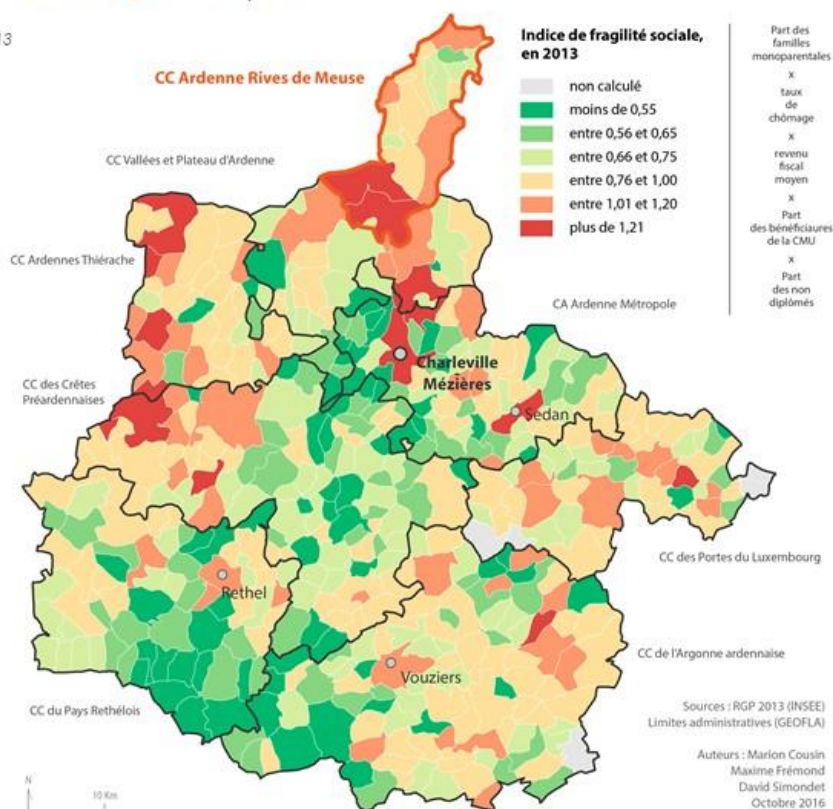 13
Indice de fragilité sociale,
en 2013
non calculé
moins de 0,55
entre 0,56 et 0,65
entre 0,66 et 0,75
entre 0,76 et 1,00
entre 1,01 et 1,20
plus de 1,21
Part des
familles
monoparentales
x
taux
de
chômage
x
revenu
fiscal
moyen
x
Part
des bénéficiaures
de la CMU
x
Part
des non
diplômés
CC Ardenne Rives de Meuse
CC Vallées et Plateau d'Ardenne
CC Ardennes Thiérache
CA Ardenne Métropole
Charleville
Mézières
CC des Crêtes
Préardennaises
Sedan
CC des Portes du Luxembourg
Rethel
CC de l'Argonne ardennaise
Vouziers
CC du Pays Rethélois
Sources : RGP 2013 (INSEE)
Limites administratives (GEOFLA)
Auteurs : Marion Cousin
Maxime Frémond
David Simondet
Octobre 2016
N
10 Km